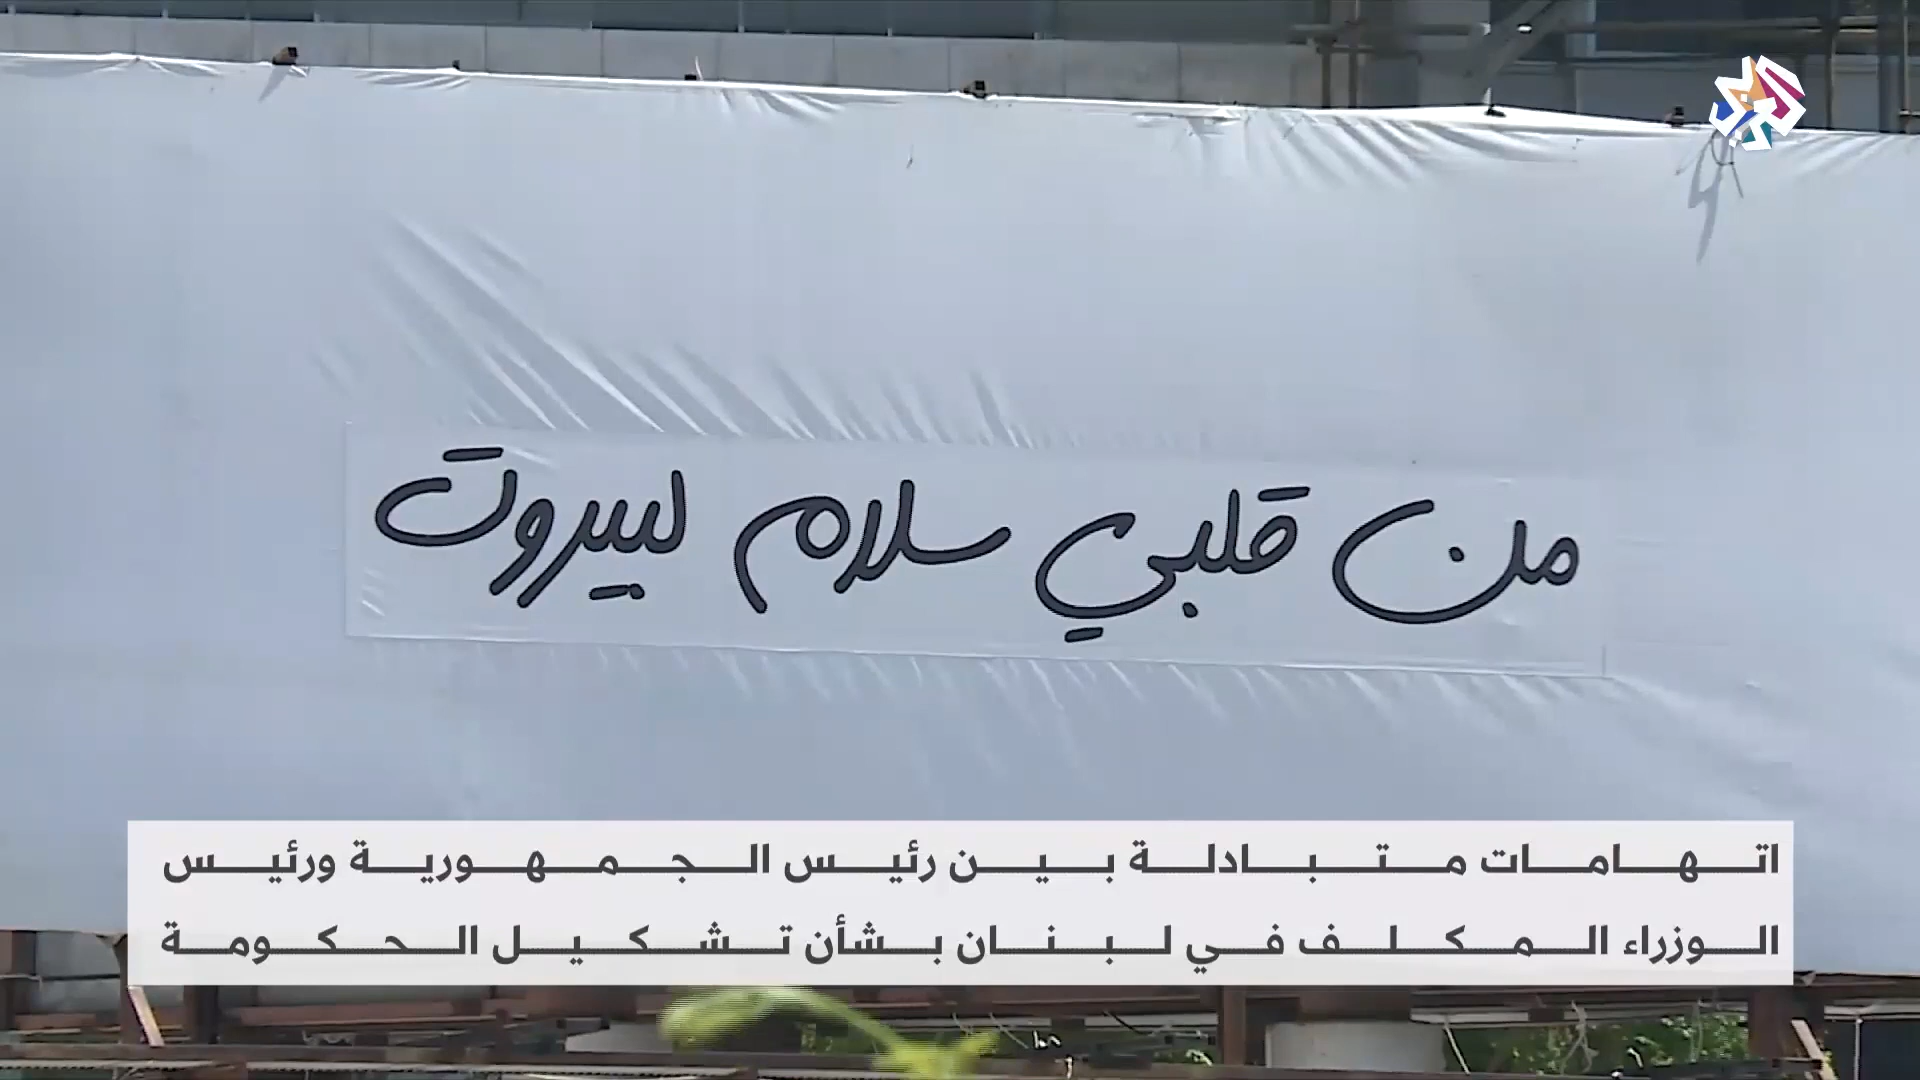 من قلبي سلام لبيروت
اتهامات متبادلة بين رئيس الجمهورية ورئيس
الوزراء المكلف في لبنان بشأن تشكيل الحكومة